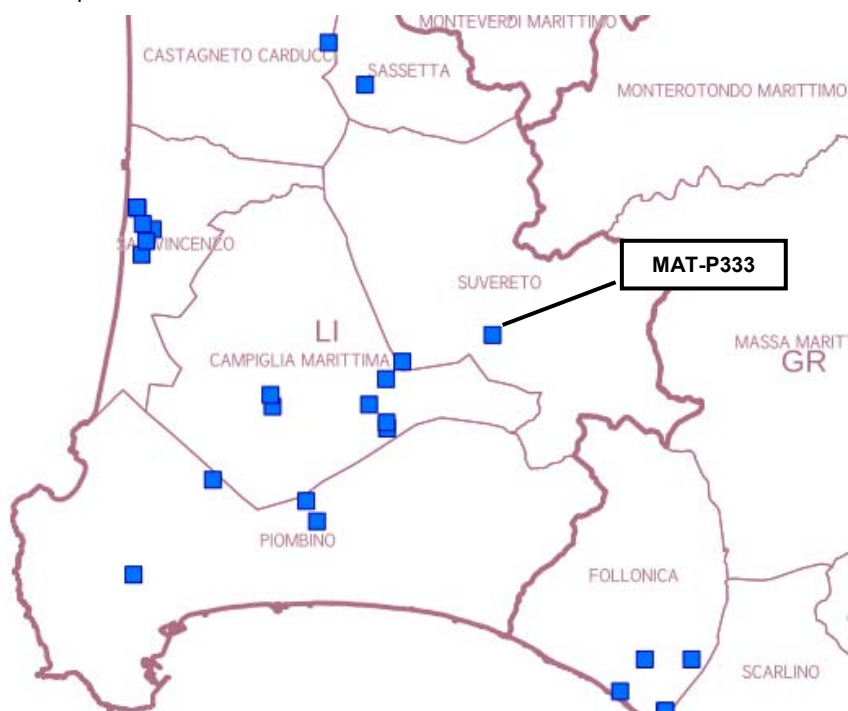 MONTEVERDI MARITTIMO
CASTAGNETO CARDUCCI
SASSETTA
MONTEROTONDO MARITTIMO
VINCENZO
MAT-P333
SUVERETO
LI
CAMPIGLIA MARITTIMA
MASSA MARITT
GR
PIOMBINO
FOLLONICA
SCARLINO